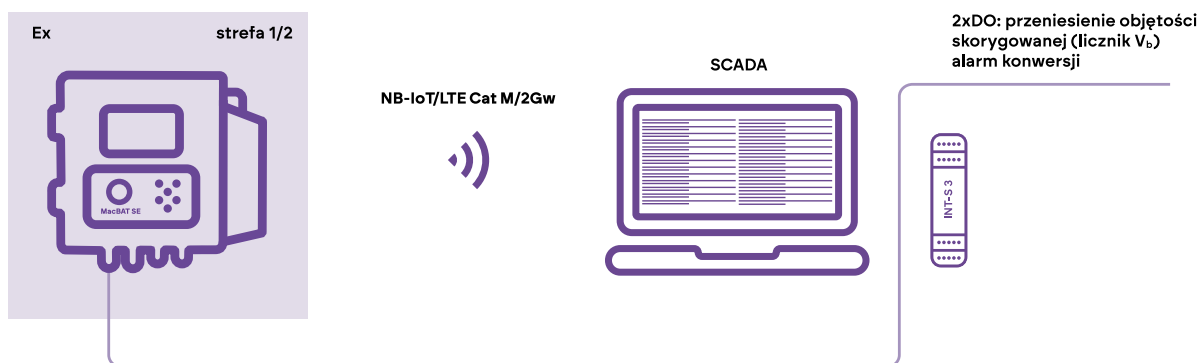 Ex
strefa 1/2
MacBAT SE
NB-IoT/LTE Cat M/2Gw
SCADA
2xDO: przeniesienie objętości
skorygowanej (licznik V_b)
alarm konwersji
INT-S 3